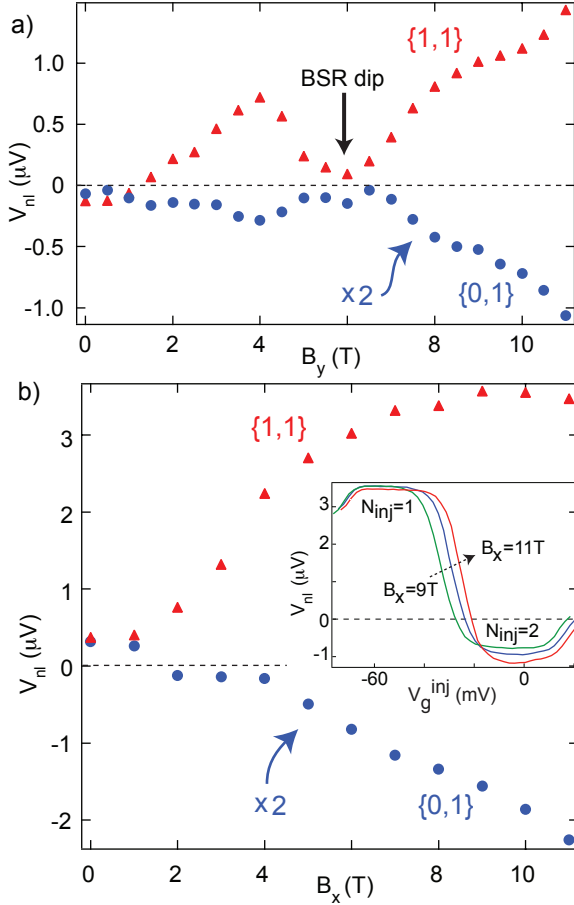 a)
{1,1}
BSR dip
1.0
0.5
0
-0.5
-1.0
V_nl (μV)
x2
{0,1}
0
2
4
6
8
10
B_y (T)
b)
{1,1}
3
2
1
0
-1
-2
V_nl (μV)
x2
{0,1}
0
2
4
6
8
10
B_x (T)
3
2
1
0
-1
V_nl (μV)
N_inj=1
B_x=11T
B_x=9T
N_inj=2
-60
0
V_g^inj (mV)